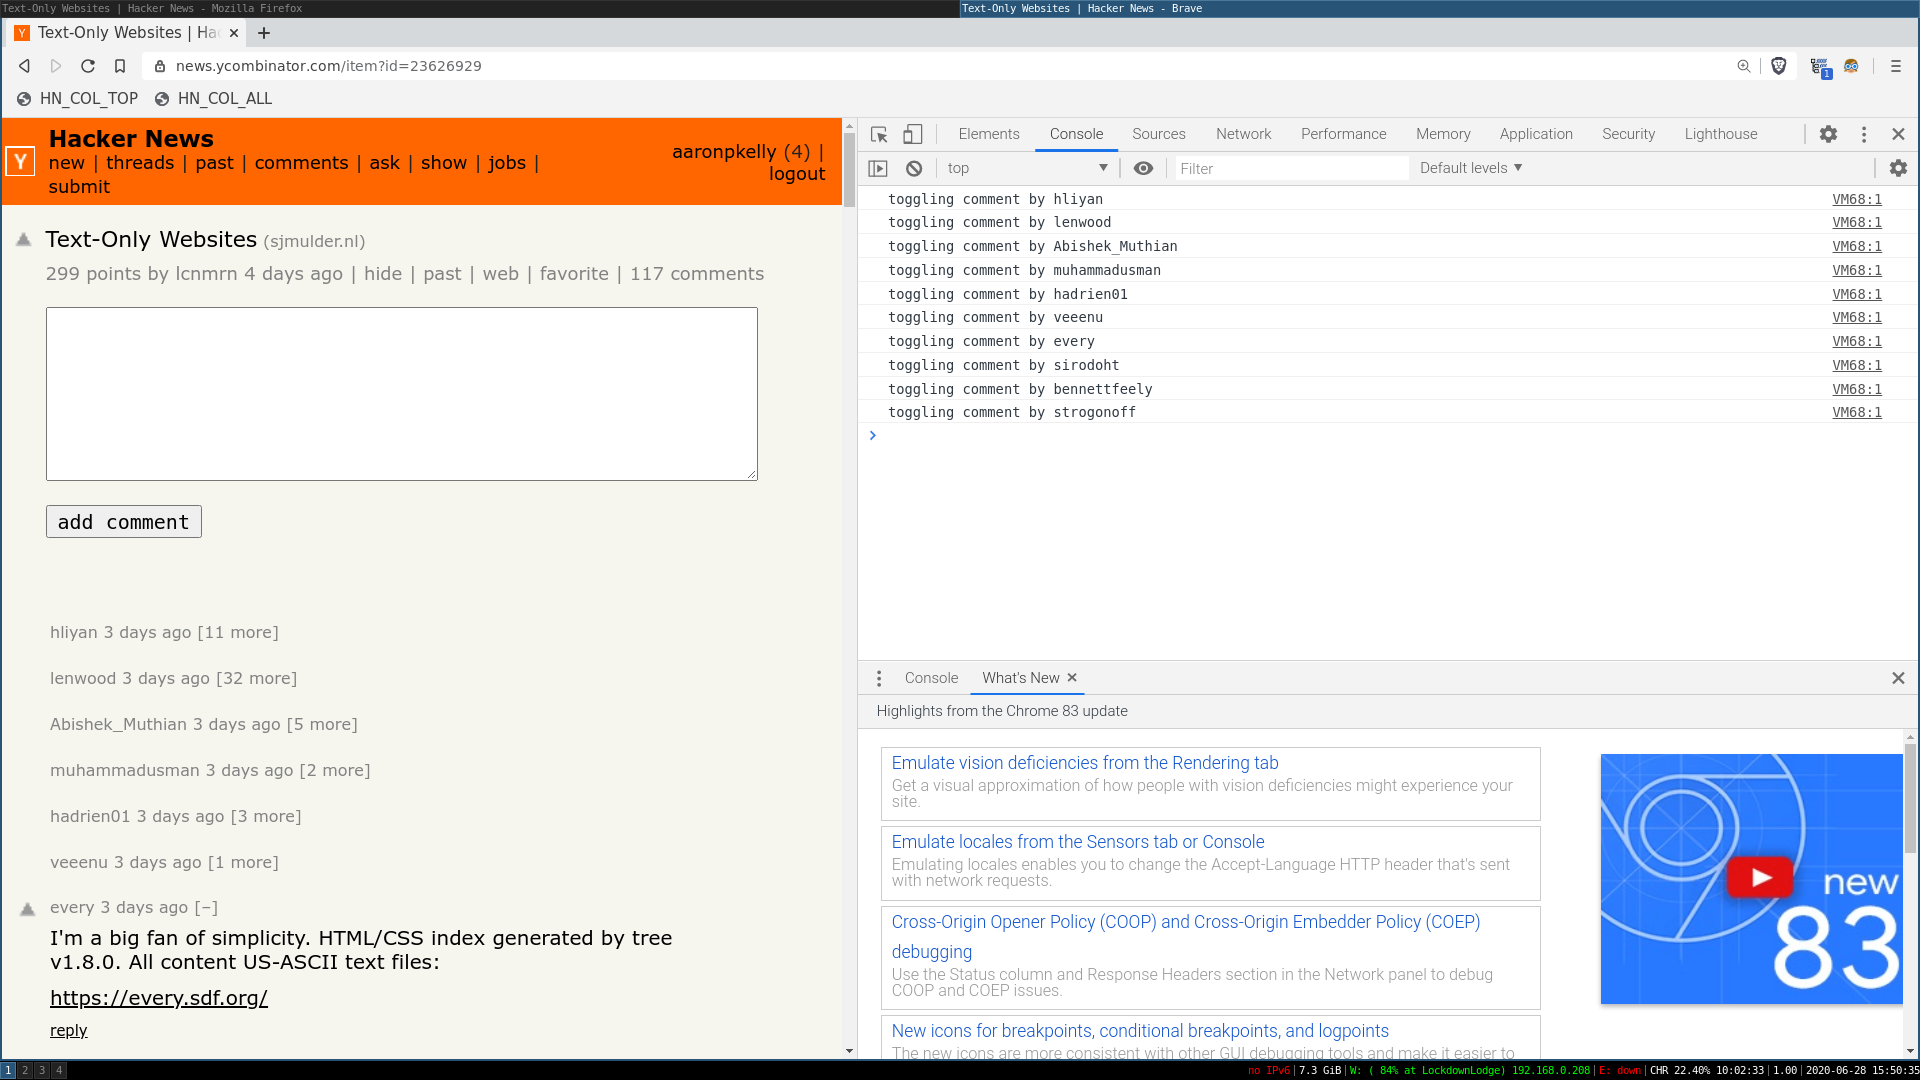 Text-Only Websites | Hacker News - Mozilla Firefox
Text-Only Websites | Hacker News - Brave
Text-Only Websites | Ha
news.ycombinator.com/item?id=23626929
1
HN_COL_TOP HN_COL_ALL
Y
Hacker News
new | threads | past | comments | ask | show | jobs |
submit
aaronpkelly (4) |
logout
Text-Only Websites (sjmulder.nl)
299 points by lcnmrn 4 days ago | hide | past | web | favorite | 117 comments
add comment
hliyan 3 days ago [11 more]
lenwood 3 days ago [32 more]
Abishek_Muthian 3 days ago [5 more]
muhammadusman 3 days ago [2 more]
hadrien01 3 days ago [3 more]
veeenu 3 days ago [1 more]
every 3 days ago [–]
I'm a big fan of simplicity. HTML/CSS index generated by tree
v1.8.0. All content US-ASCII text files:
https://every.sdf.org/
reply
Elements Console Sources Network Performance Memory Application Security Lighthouse
top Filter Default levels
toggling comment by hliyan VM68:1
toggling comment by lenwood VM68:1
toggling comment by Abishek_Muthian VM68:1
toggling comment by muhammadusman VM68:1
toggling comment by hadrien01 VM68:1
toggling comment by veeenu VM68:1
toggling comment by every VM68:1
toggling comment by sirodoht VM68:1
toggling comment by bennettfeely VM68:1
toggling comment by strogonoff VM68:1
Console What's New
Highlights from the Chrome 83 update
Emulate vision deficiencies from the Rendering tab
Get a visual approximation of how people with vision deficiencies might experience your
site.
Emulate locales from the Sensors tab or Console
Emulating locales enables you to change the Accept-Language HTTP header that's sent
with network requests.
Cross-Origin Opener Policy (COOP) and Cross-Origin Embedder Policy (COEP)
debugging
Use the Status column and Response Headers section in the Network panel to debug
COOP and COEP issues.
New icons for breakpoints, conditional breakpoints, and logpoints
The new icons are more consistent with other GUI debugging tools and make it easier to
new
83
1 2 3 4
no IPv6|7.3 GiB|W: ( 84% at LockdownLodge) 192.168.0.208|E: down|CHR 22.40% 10:02:33|1.00|2020-06-28 15:50:35